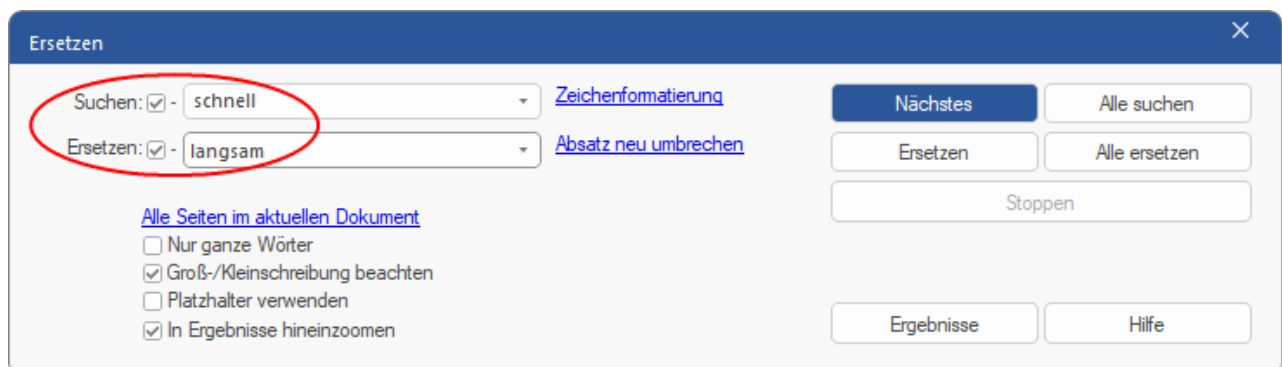 Ersetzen
Suchen: - schnell Zeichenformatierung Nächstes Alle suchen
Ersetzen: - langsam Absatz neu umbrechen Ersetzen Alle ersetzen
Stoppen
Alle Seiten im aktuellen Dokument
Nur ganze Wörter
Groß-/Kleinschreibung beachten
Platzhalter verwenden
In Ergebnisse hineinzoomen Ergebnisse Hilfe